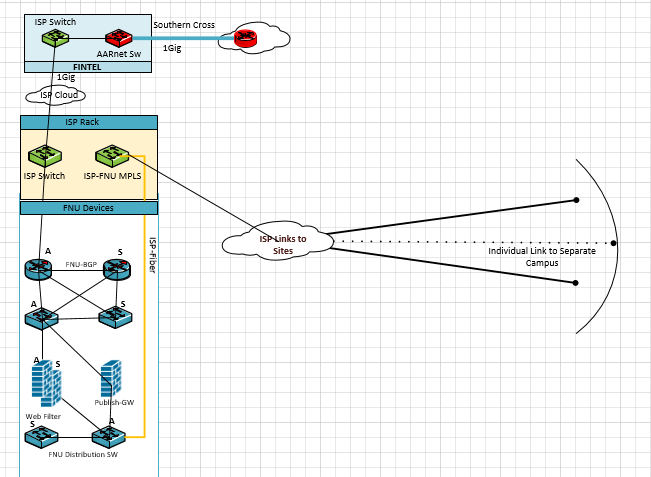 ISP Switch
Southern Cross
AARnet Sw
1Gig
FINTEL
1Gig
ISP Cloud
ISP Rack
ISP Switch
ISP-FNU MPLS
FNU Devices
ISP-Fiber
ISP Links to
Sites
Individual Link to Separate
Campus
A
S
FNU-BGP
A
S
A
S
Web Filter
Publish-GW
S
A
FNU Distribution SW